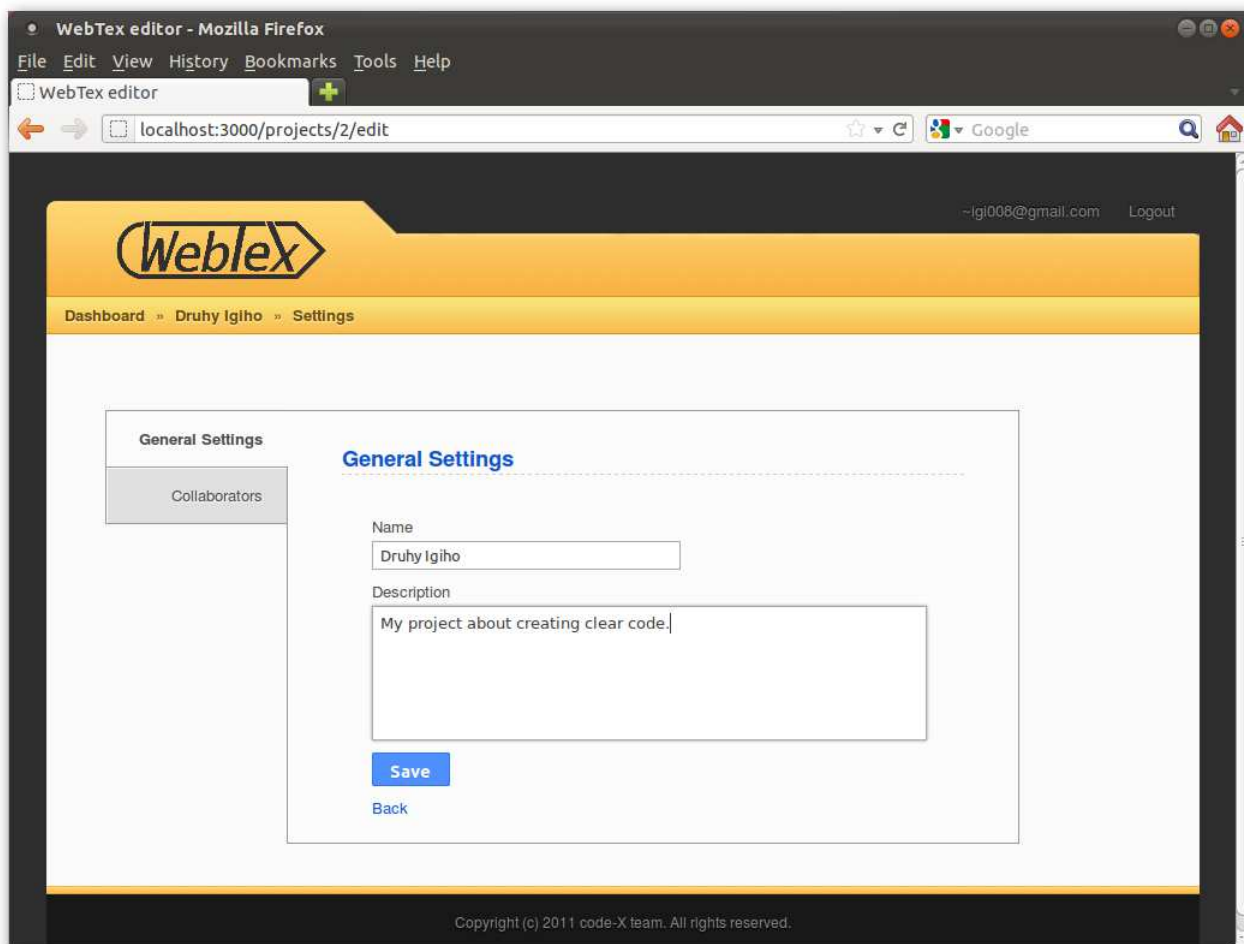 WebTex editor - Mozilla Firefox
File Edit View History Bookmarks Tools Help
WebTex editor
localhost:3000/projects/2/edit Google
~igi008@gmail.com Logout
WebTeX
Dashboard » Druhy Igiho » Settings
General Settings
Collaborators
General Settings
Name
Druhy Igiho
Description
My project about creating clear code.
Save
Back
Copyright (c) 2011 code-X team. All rights reserved.